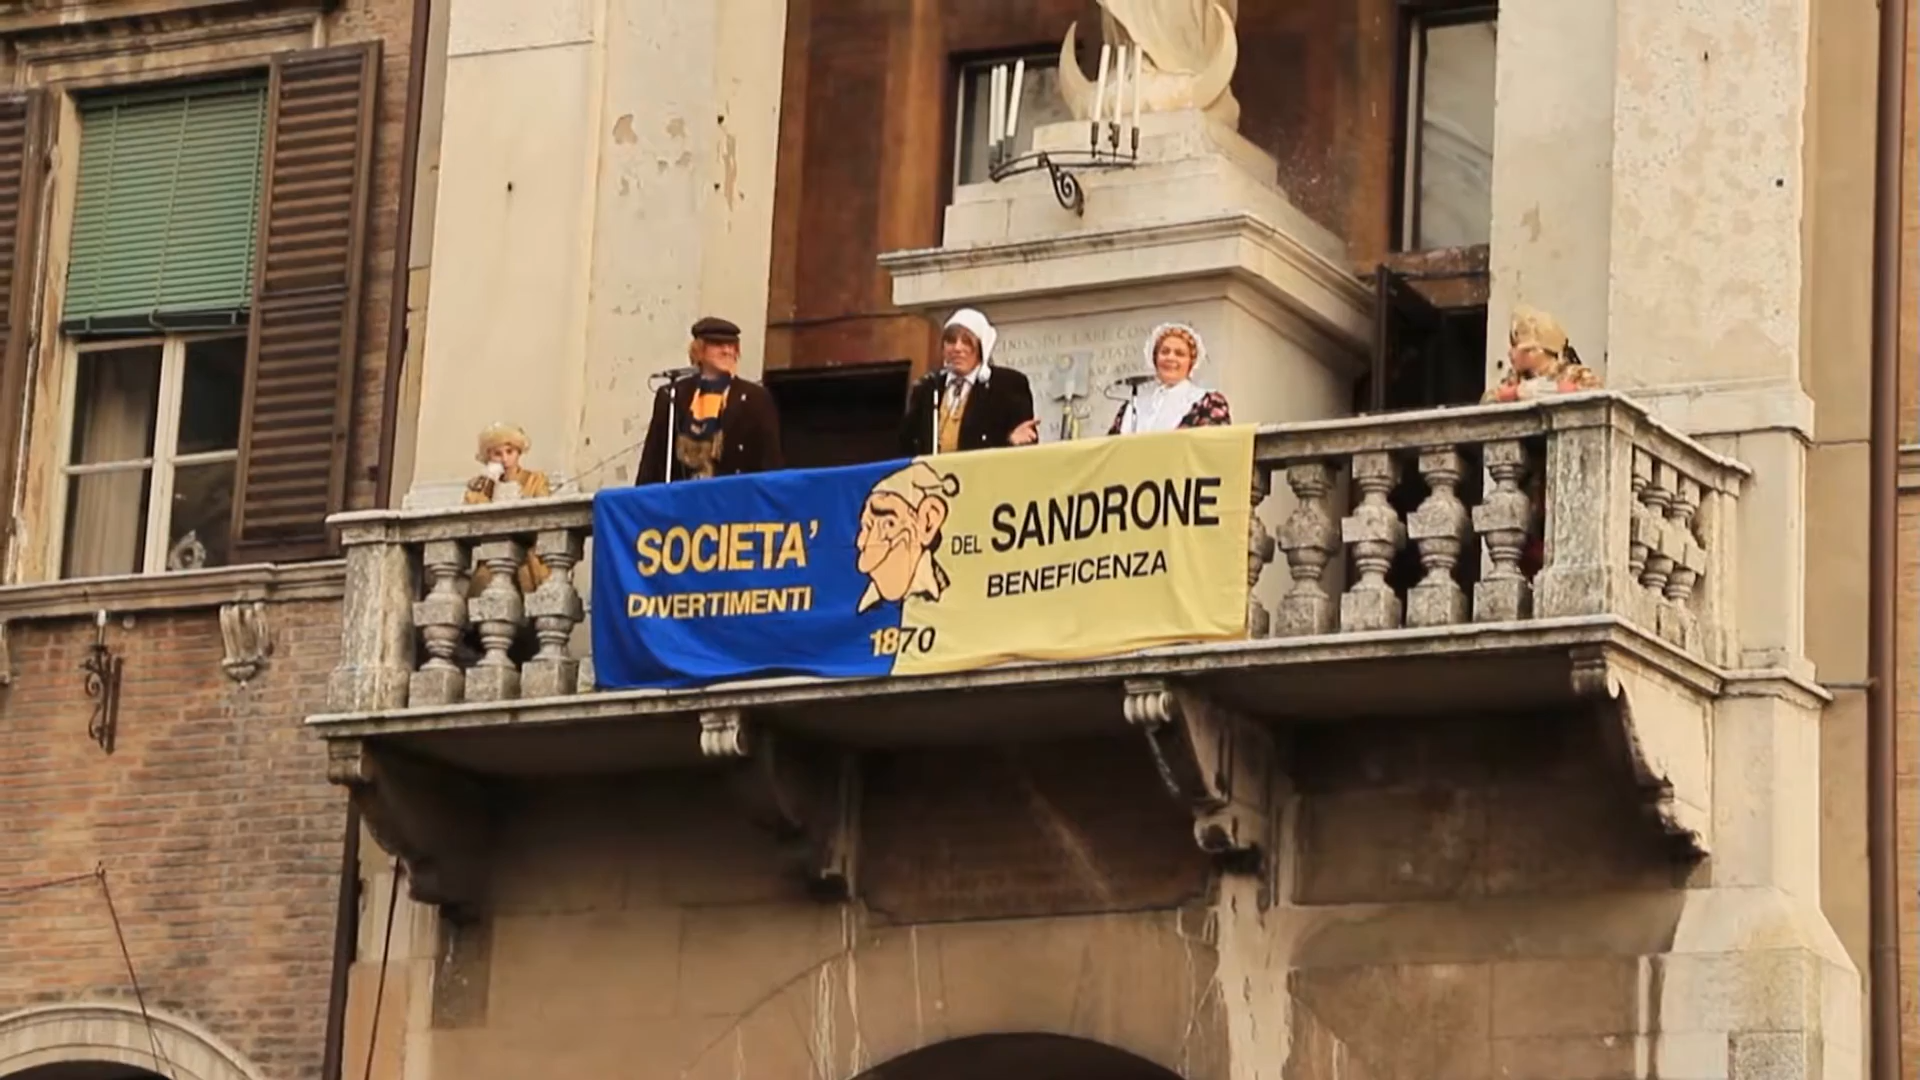 SOCIETA'
DIVERTIMENTI
DEL SANDRONE
BENEFICENZA
1870